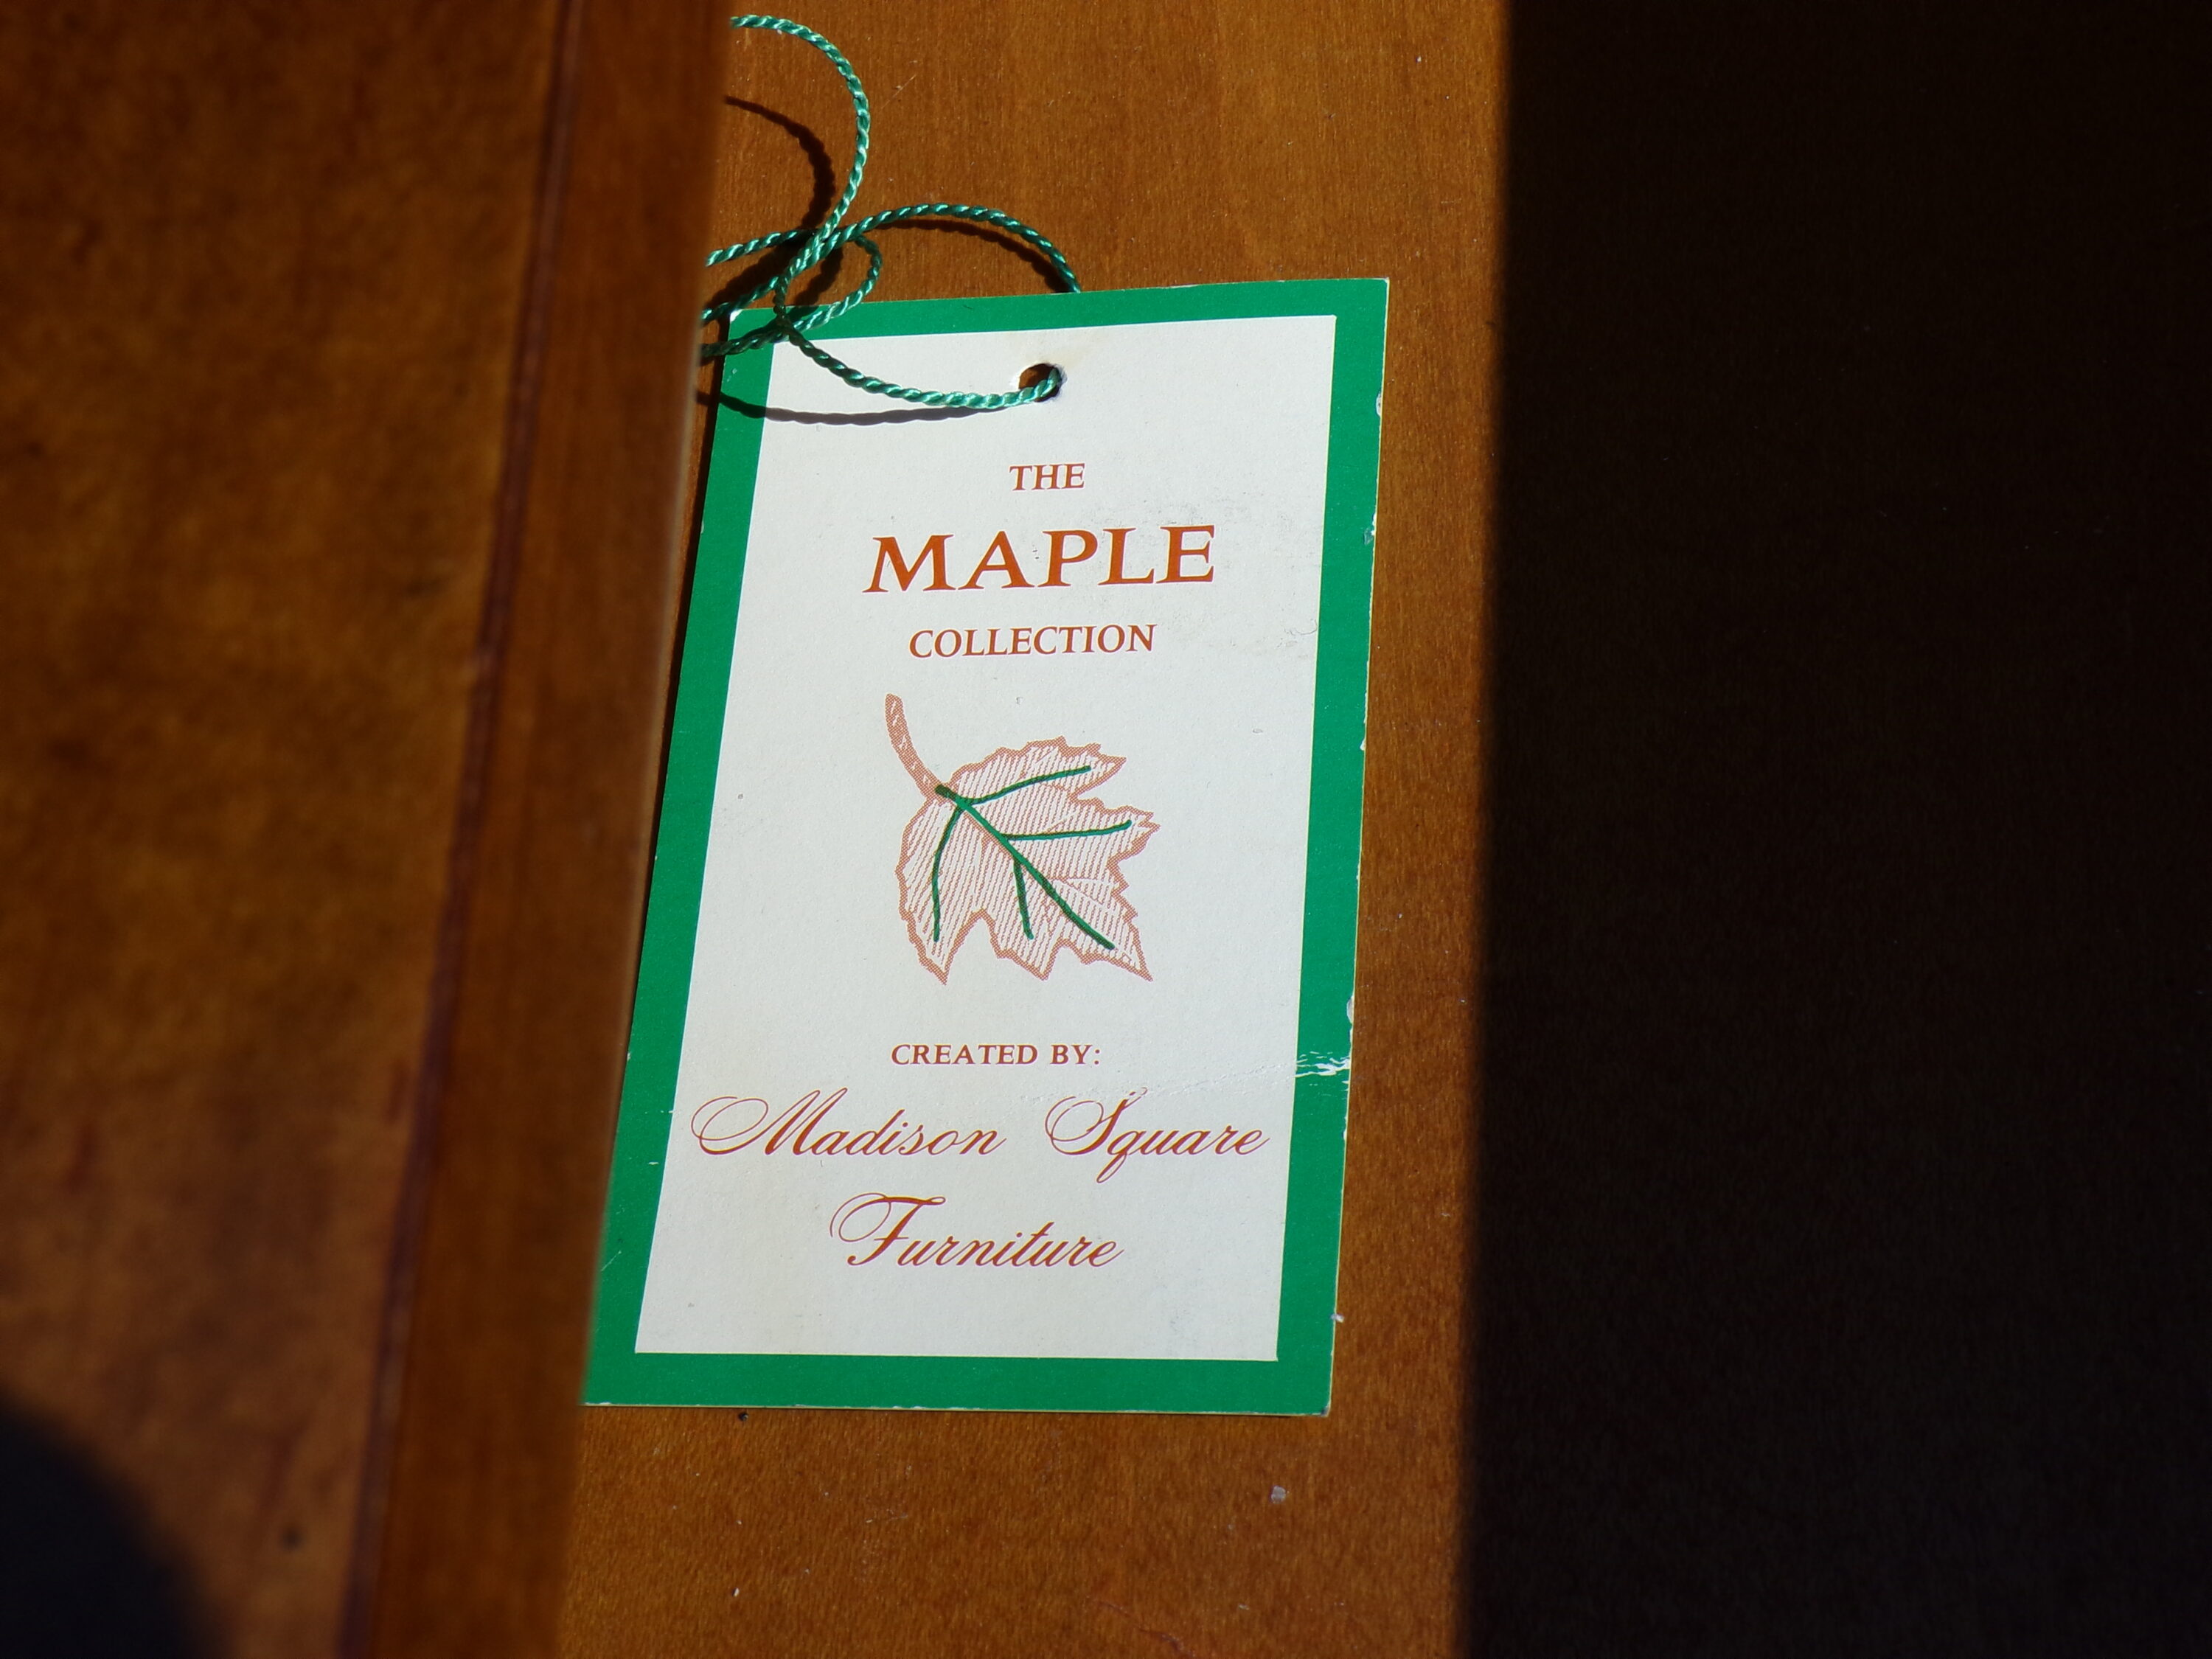 THE
MAPLE
COLLECTION
CREATED BY:
Madison Square
Furniture